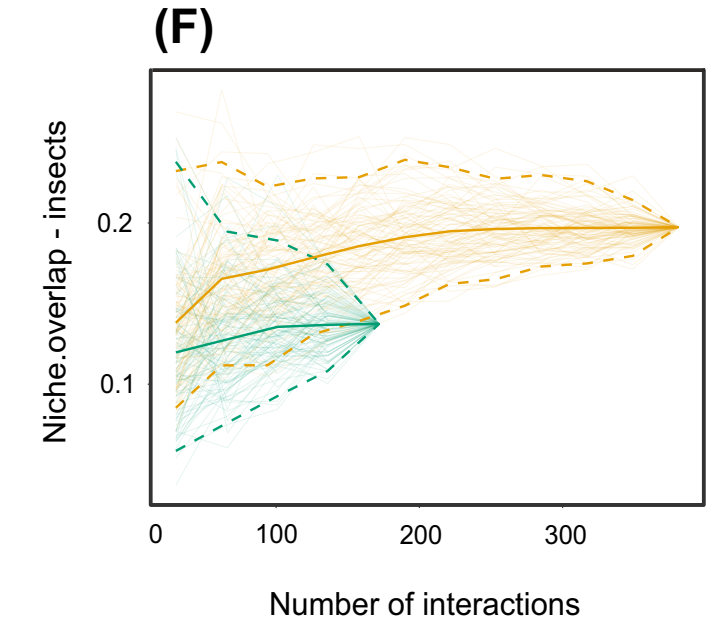 (F)
Niche.overlap - insects
0.2
0.1
0 100 200 300
Number of interactions